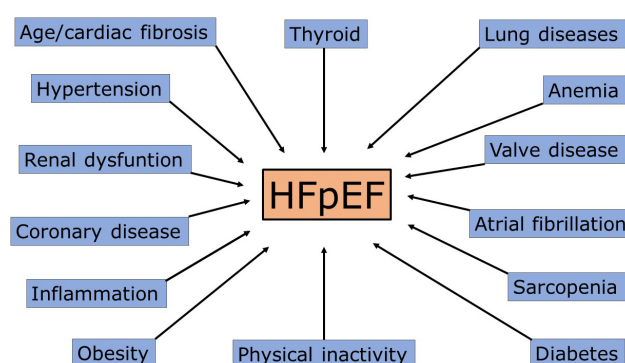 Age/cardiac fibrosis
Thyroid
Lung diseases
Hypertension
Anemia
Renal dysfuntion
Valve disease
HFpEF
Coronary disease
Atrial fibrillation
Inflammation
Sarcopenia
Obesity
Physical inactivity
Diabetes